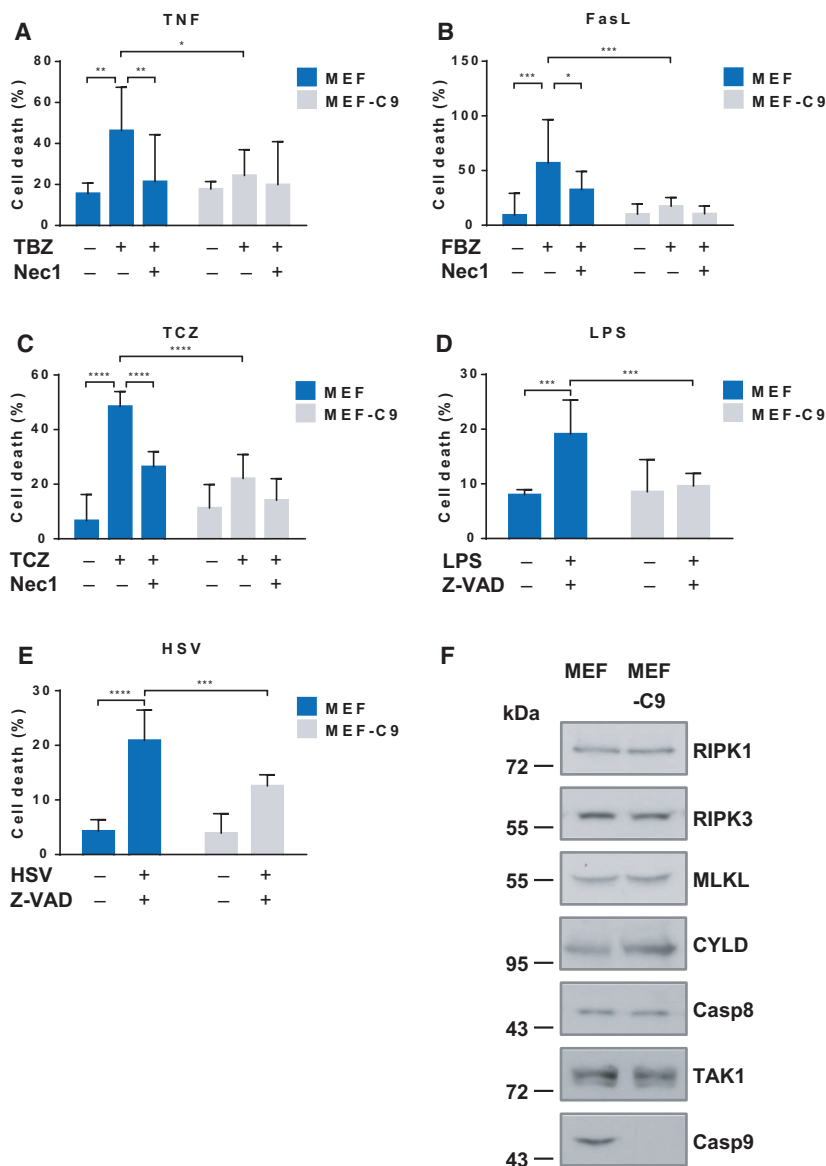 A
TNF
*
** **
MEF
MEF-C9
Cell death (%)
80
60
40
20
0
TBZ – + + – + +
Nec1 – – + – – +
B
FasL
***
*** *
MEF
MEF-C9
Cell death (%)
150
100
50
0
FBZ – + + – + +
Nec1 – – + – – +
C
TCZ
****
**** ****
MEF
MEF-C9
Cell death (%)
60
40
20
0
TCZ – + + – + +
Nec1 – – + – – +
D
LPS
*** ***
MEF
MEF-C9
Cell death (%)
30
20
10
0
LPS – + – +
Z-VAD – + – +
E
HSV
**** ***
MEF
MEF-C9
Cell death (%)
30
20
10
0
HSV – + – +
Z-VAD – + – +
F
MEF MEF
-C9
kDa
RIPK1
72 —
RIPK3
55 —
MLKL
55 —
CYLD
95 —
Casp8
43 —
TAK1
72 —
Casp9
43 —